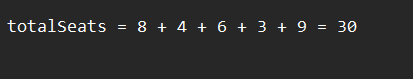 totalSeats = 8 + 4 + 6 + 3 + 9 = 30